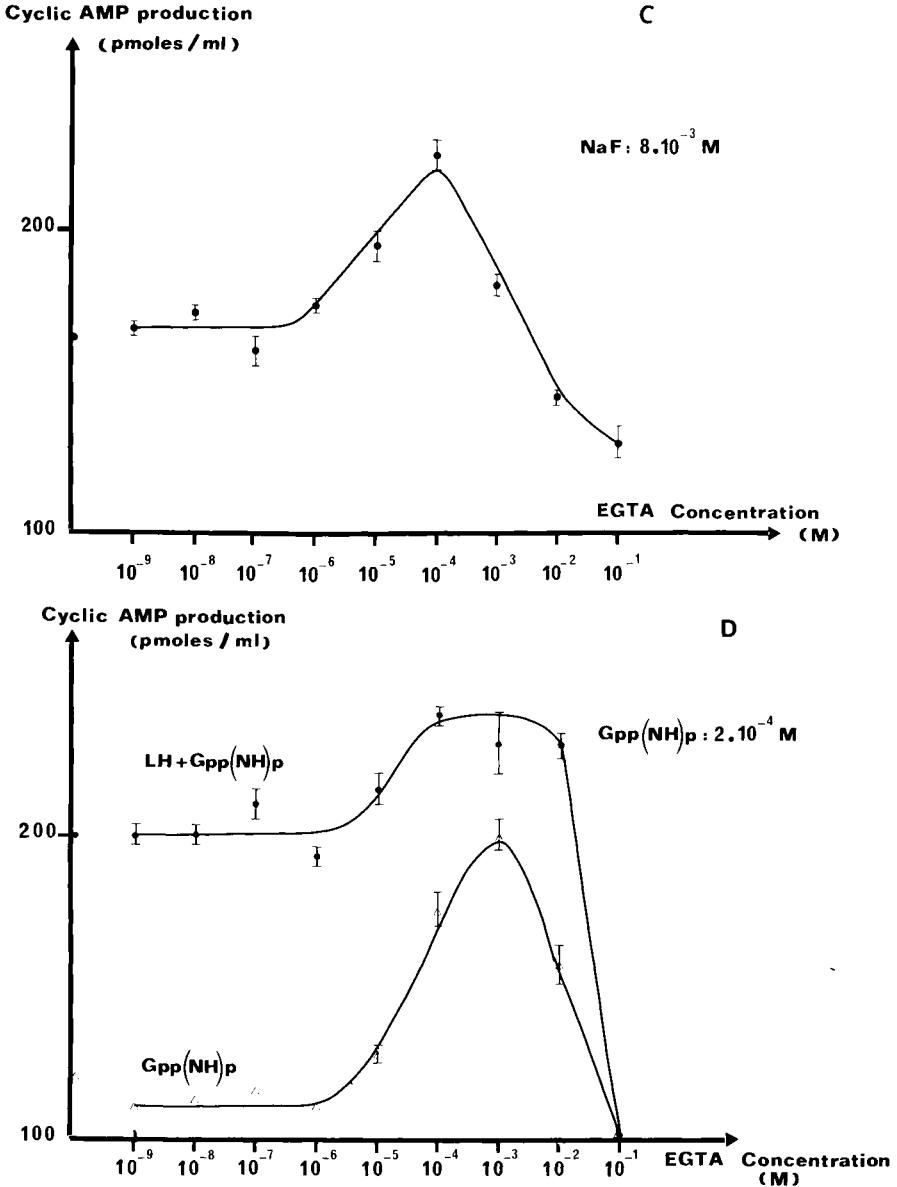 Cyclic AMP production
C
(pmoles/ml)
NaF: 8.10⁻³ M
200
EGTA Concentration
100
(M)
10⁻⁹ 10⁻⁸ 10⁻⁷ 10⁻⁶ 10⁻⁵ 10⁻⁴ 10⁻³ 10⁻² 10⁻¹
Cyclic AMP production
D
(pmoles/ml)
Gpp(NH)p: 2.10⁻⁴ M
LH+Gpp(NH)p
200
Gpp(NH)p
100
10⁻⁹ 10⁻⁸ 10⁻⁷ 10⁻⁶ 10⁻⁵ 10⁻⁴ 10⁻³ 10⁻² 10⁻¹ EGTA Concentration
(M)